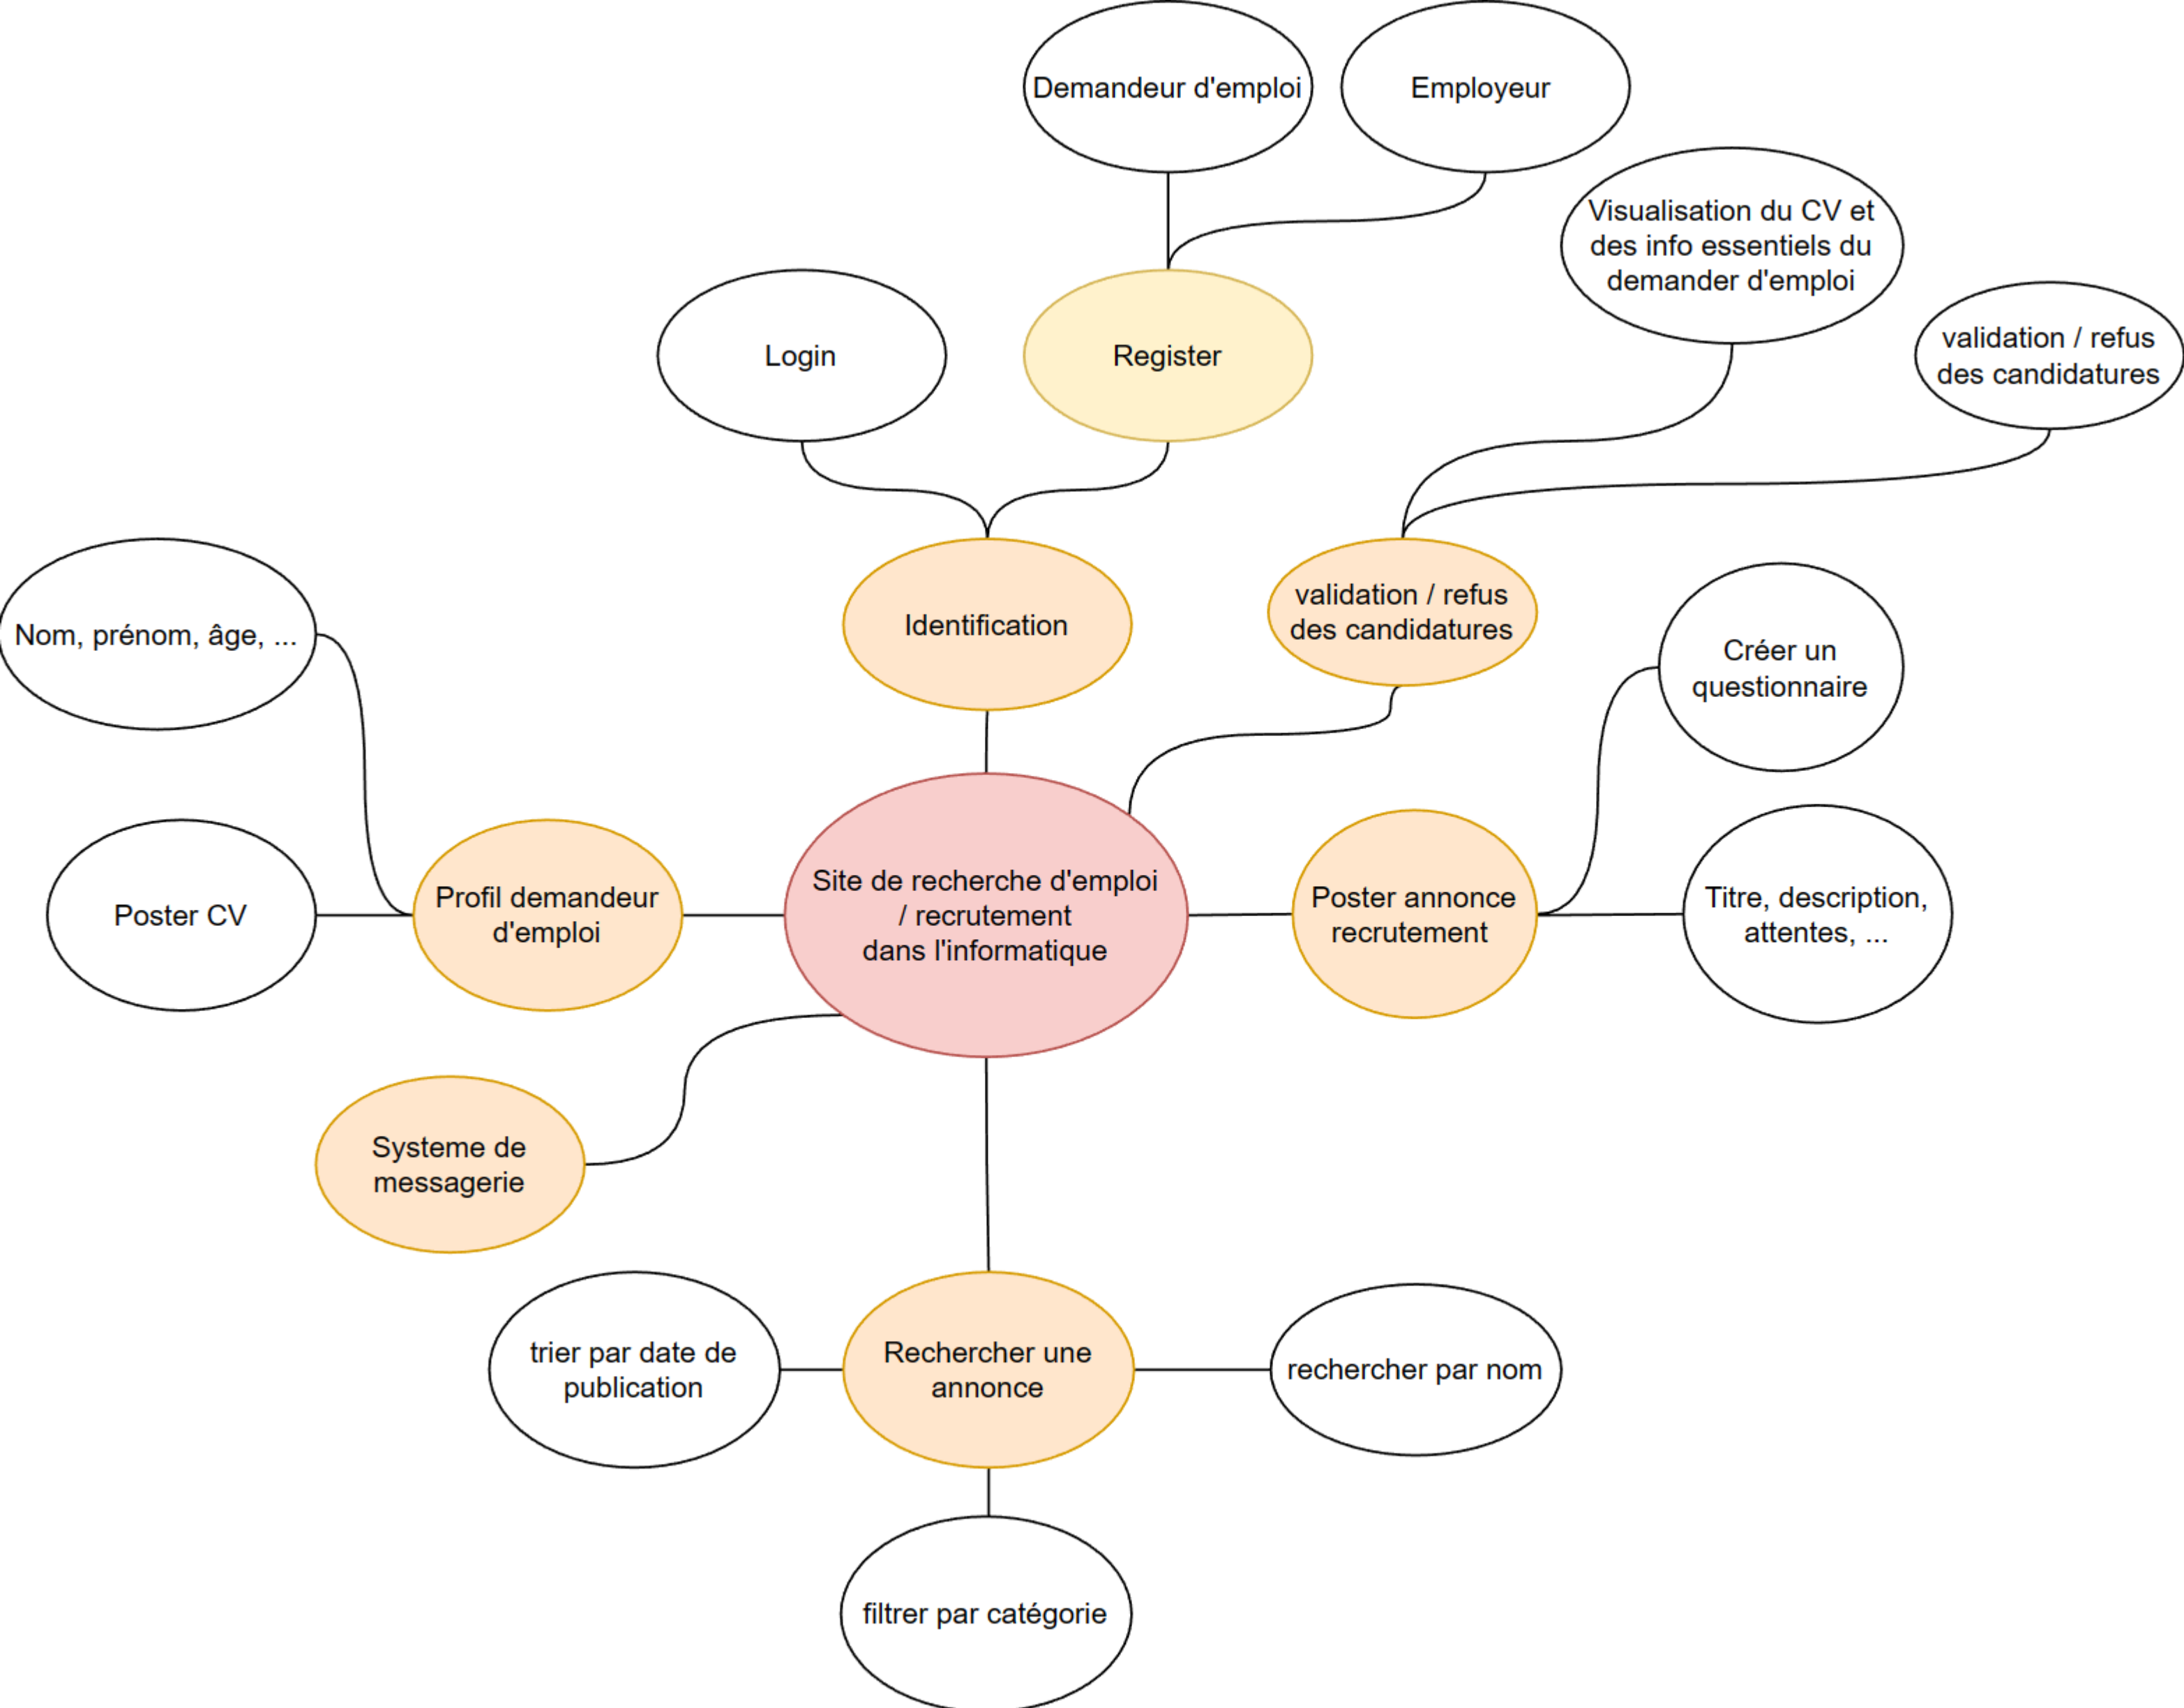 Demandeur d'emploi
Employeur
Visualisation du CV et
des info essentiels du
demander d'emploi
validation / refus
des candidatures
Login
Register
Identification
validation / refus
des candidatures
Nom, prénom, âge, ...
Créer un
questionnaire
Poster CV
Profil demandeur
d'emploi
Site de recherche d'emploi
/ recrutement
dans l'informatique
Poster annonce
recrutement
Titre, description,
attentes, ...
Systeme de
messagerie
trier par date de
publication
Rechercher une
annonce
rechercher par nom
filtrer par catégorie